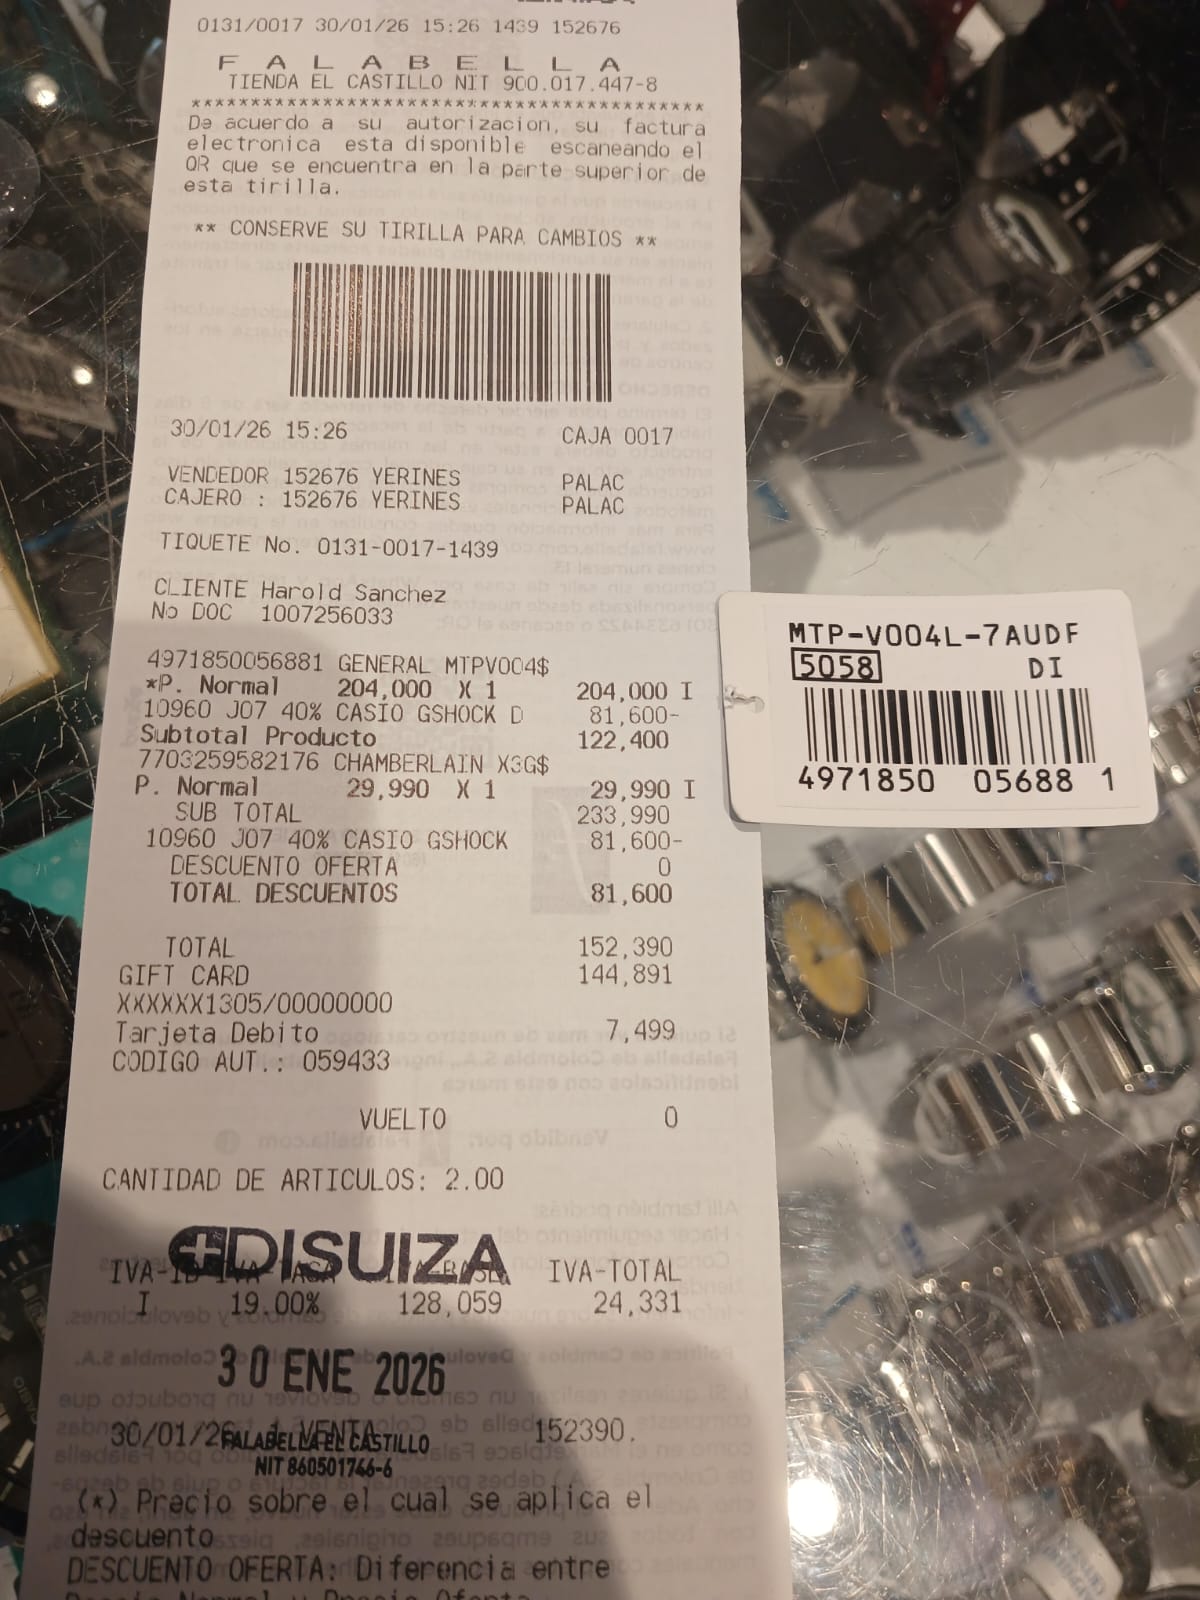 0131/0017 30/01/26 15:26 1439 152676
F A L A B E L L A
TIENDA EL CASTILLO NIT 900.017.447-8
******************************************
De acuerdo a su autorizacion, su factura
electronica esta disponible escaneando el
QR que se encuentra en la parte superior de
esta tirilla.
** CONSERVE SU TIRILLA PARA CAMBIOS **
30/01/26 15:26 CAJA 0017
VENDEDOR 152676 YERINES PALAC
CAJERO : 152676 YERINES PALAC
TIQUETE No. 0131-0017-1439
CLIENTE Harold Sanchez
No DOC 1007256033
4971850056881 GENERAL MTPV004$
*P. Normal 204,000 X 1 204,000 I
10960 J07 40% CASIO GSHOCK D 81,600-
Subtotal Producto 122,400
7703259582176 CHAMBERLAIN X3G$
P. Normal 29,990 X 1 29,990 I
SUB TOTAL 233,990
10960 J07 40% CASIO GSHOCK 81,600-
DESCUENTO OFERTA 0
TOTAL DESCUENTOS 81,600
TOTAL 152,390
GIFT CARD 144,891
XXXXXX1305/00000000
Tarjeta Debito 7,499
CODIGO AUT.: 059433
VUELTO 0
CANTIDAD DE ARTICULOS: 2.00
DISUIZA
IVA-TOTAL
I 19.00% 128,059 24,331
30 ENE 2026
30/01/26 VENTA 152390.
FALABELLA EL CASTILLO
NIT 860501746-6
(*) Precio sobre el cual se aplica el
descuento
DESCUENTO OFERTA: Diferencia entre
MTP-V004L-7AUDF
5058 DI
4971850 05688 1